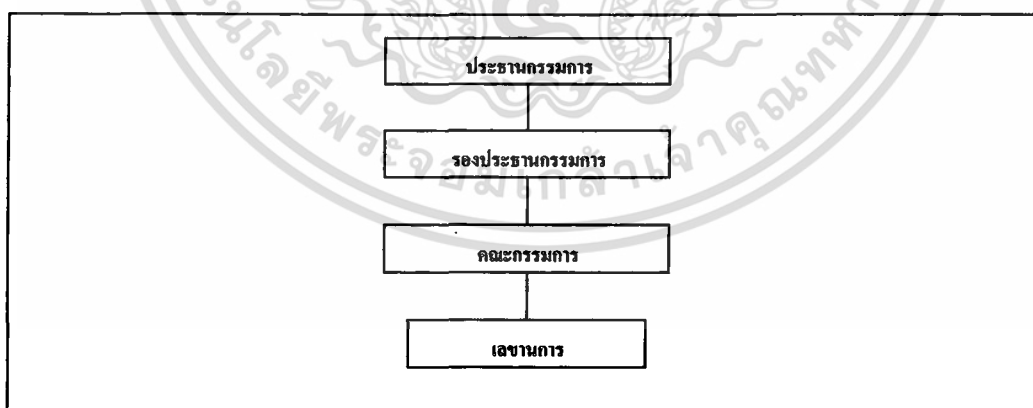 ประธานกรรมการ
รองประธานกรรมการ
คณะกรรมการ
เลขานการ